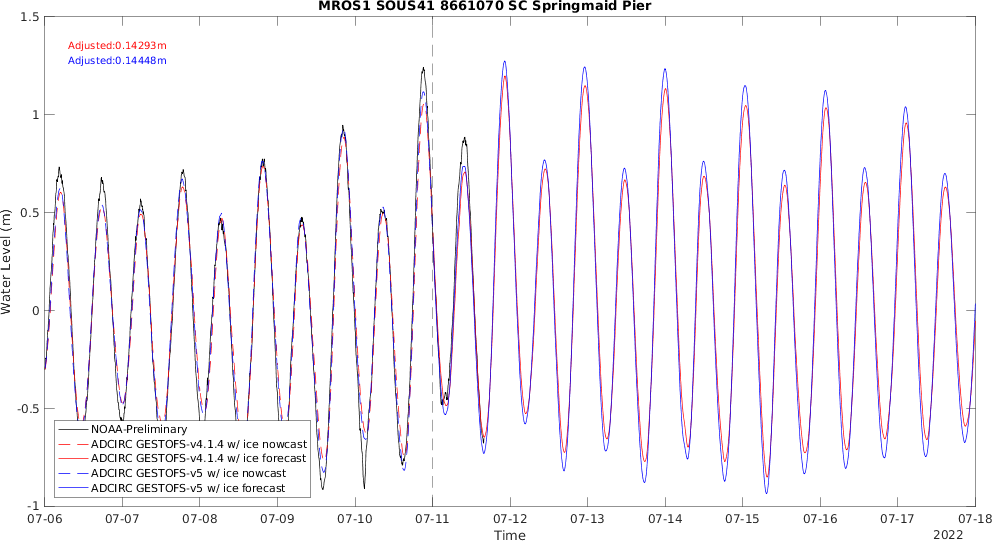 MROS1 SOUS41 8661070 SC Springmaid Pier
Adjusted:0.14293m
Adjusted:0.14448m
Water Level (m)
1.5
1
0.5
0
-0.5
-1
NOAA-Preliminary
ADCIRC GESTOFS-v4.1.4 w/ ice nowcast
ADCIRC GESTOFS-v4.1.4 w/ ice forecast
ADCIRC GESTOFS-v5 w/ ice nowcast
ADCIRC GESTOFS-v5 w/ ice forecast
07-06 07-07 07-08 07-09 07-10 07-11 07-12 07-13 07-14 07-15 07-16 07-17 07-18
Time
2022